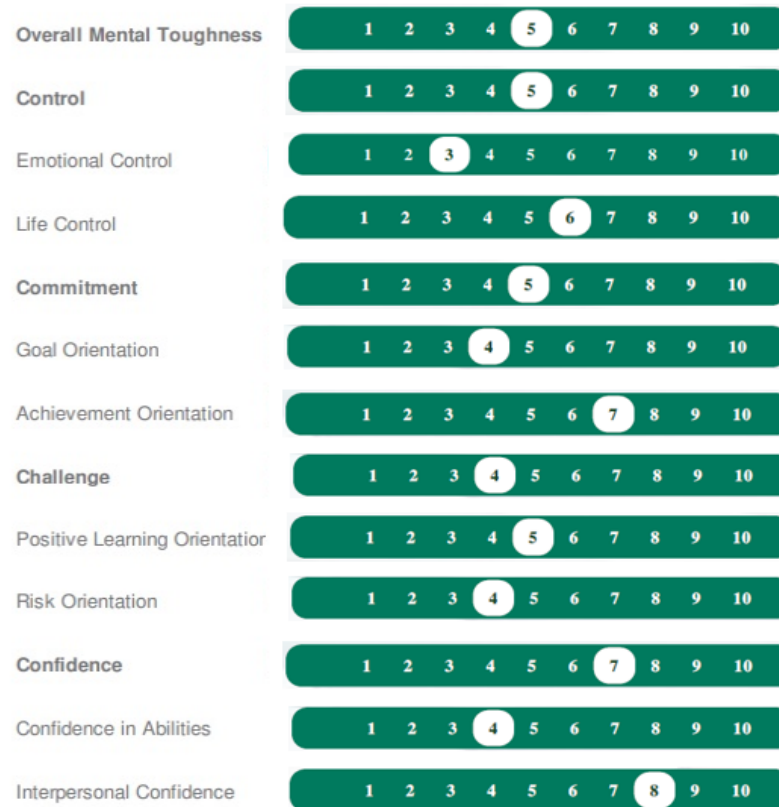 Overall Mental Toughness 1 2 3 4 5 6 7 8 9 10
Control 1 2 3 4 5 6 7 8 9 10
Emotional Control 1 2 3 4 5 6 7 8 9 10
Life Control 1 2 3 4 5 6 7 8 9 10
Commitment 1 2 3 4 5 6 7 8 9 10
Goal Orientation 1 2 3 4 5 6 7 8 9 10
Achievement Orientation 1 2 3 4 5 6 7 8 9 10
Challenge 1 2 3 4 5 6 7 8 9 10
Positive Learning Orientation 1 2 3 4 5 6 7 8 9 10
Risk Orientation 1 2 3 4 5 6 7 8 9 10
Confidence 1 2 3 4 5 6 7 8 9 10
Confidence in Abilities 1 2 3 4 5 6 7 8 9 10
Interpersonal Confidence 1 2 3 4 5 6 7 8 9 10